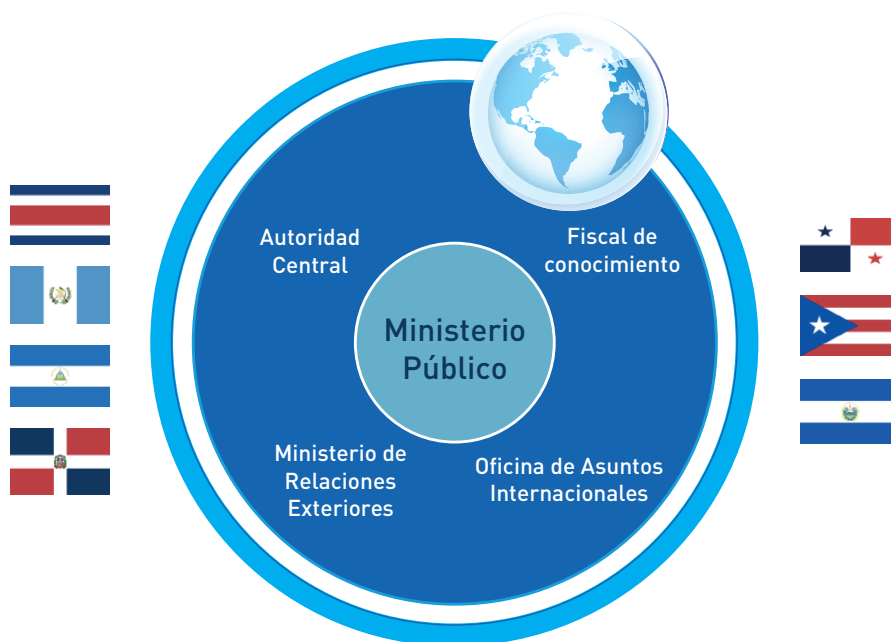 Autoridad
Central
Fiscal de
conocimiento
Ministerio
Público
Ministerio de
Relaciones
Exteriores
Oficina de Asuntos
Internacionales